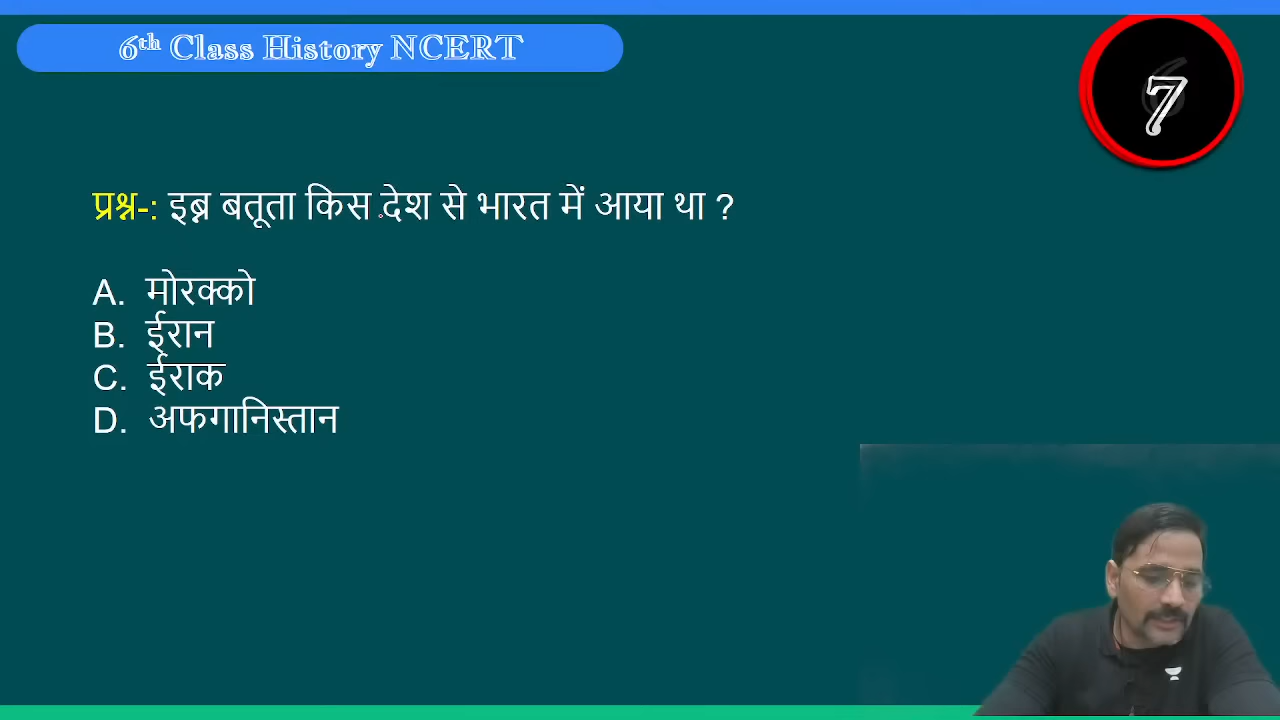 6th Class History NCERT
7
प्रश्न-: इब्न बतूता किस देश से भारत में आया था ?
A. मोरक्को
B. ईरान
C. ईराक
D. अफगानिस्तान